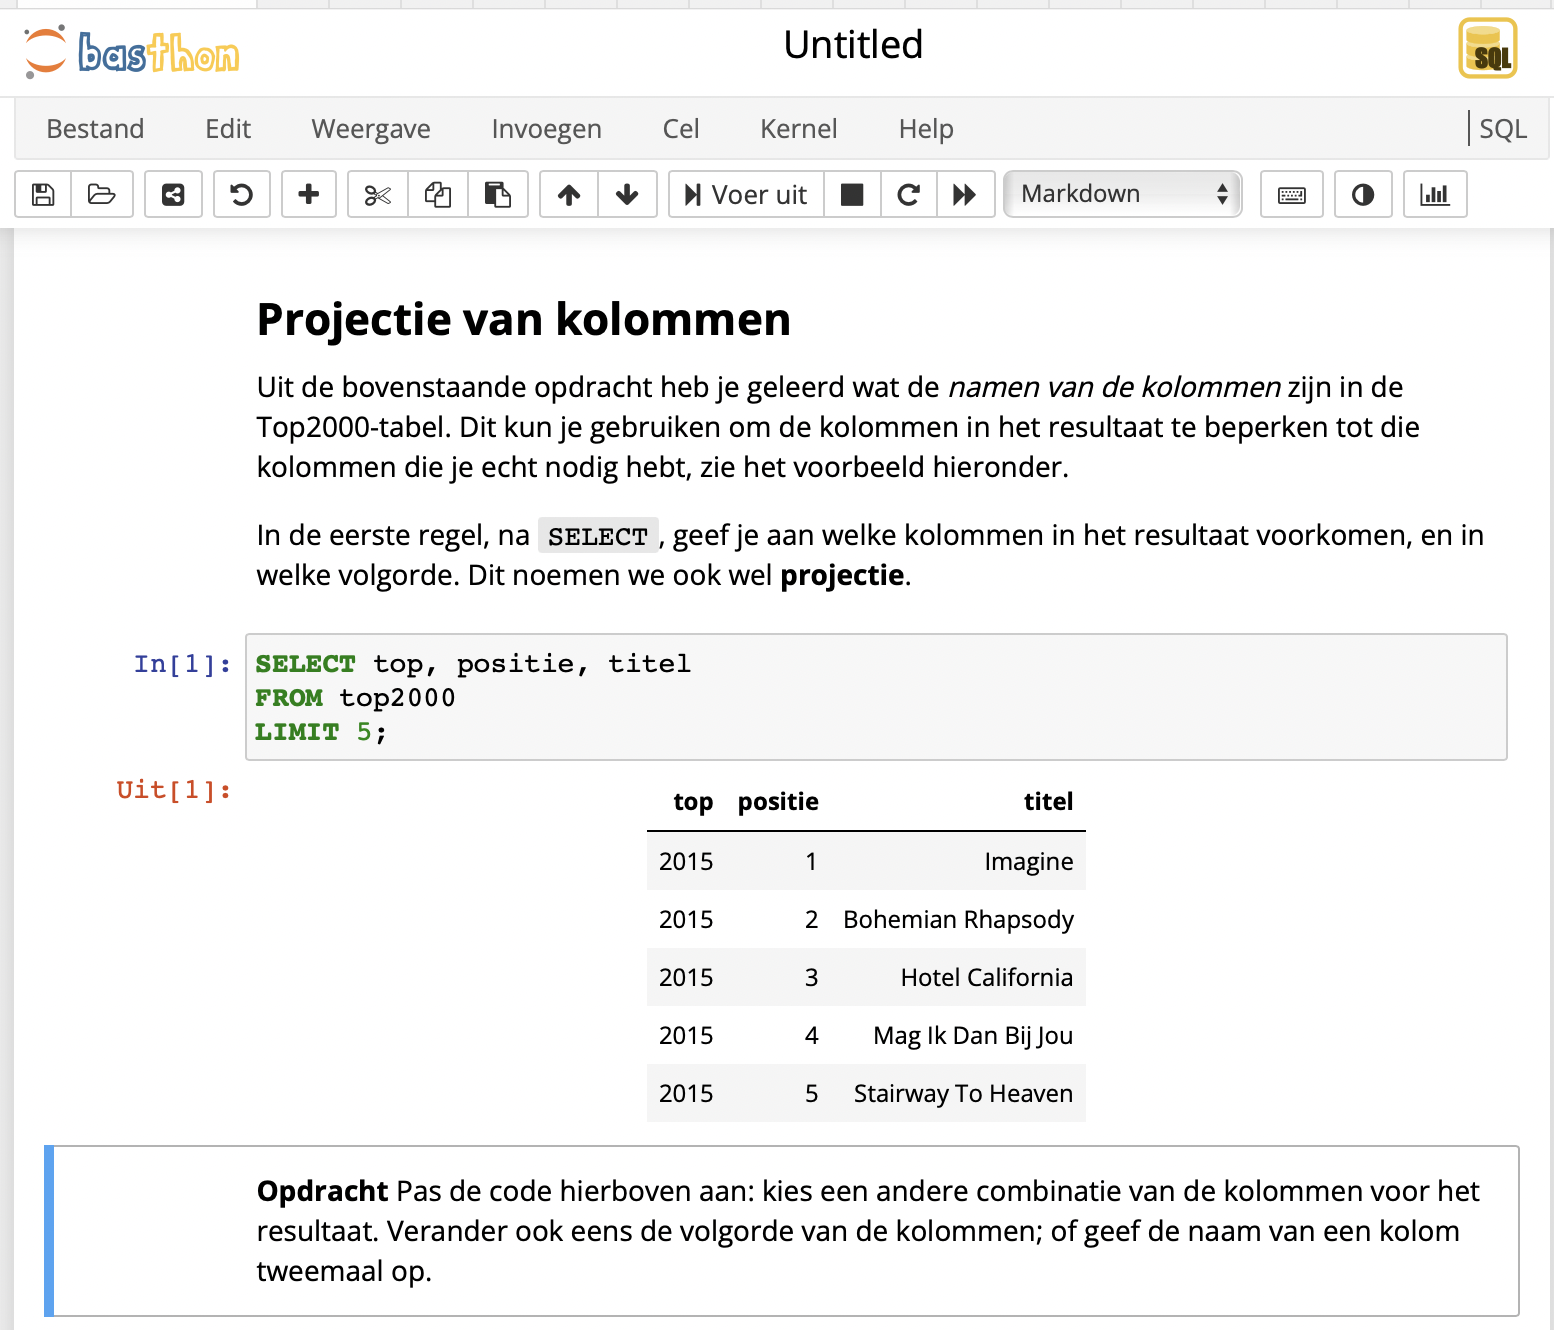 basthon
Untitled
SQL
Bestand Edit Weergave Invoegen Cel Kernel Help SQL
Voer uit Markdown
Projectie van kolommen
Uit de bovenstaande opdracht heb je geleerd wat de namen van de kolommen zijn in de
Top2000-tabel. Dit kun je gebruiken om de kolommen in het resultaat te beperken tot die
kolommen die je echt nodig hebt, zie het voorbeeld hieronder.
In de eerste regel, na SELECT, geef je aan welke kolommen in het resultaat voorkomen, en in
welke volgorde. Dit noemen we ook wel projectie.
In[1]: SELECT top, positie, titel
FROM top2000
LIMIT 5;
Uit[1]:
top positie titel
2015 1 Imagine
2015 2 Bohemian Rhapsody
2015 3 Hotel California
2015 4 Mag Ik Dan Bij Jou
2015 5 Stairway To Heaven
Opdracht Pas de code hierboven aan: kies een andere combinatie van de kolommen voor het
resultaat. Verander ook eens de volgorde van de kolommen; of geef de naam van een kolom
tweemaal op.